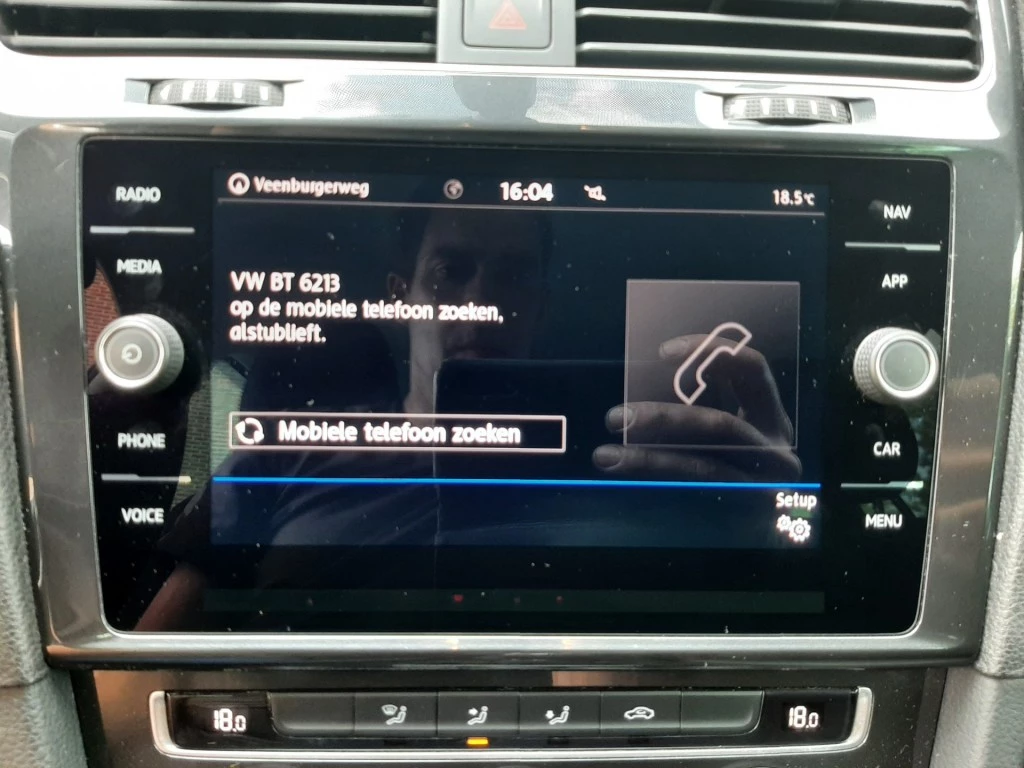 Veenburgerweg 16:04 18.5°C
RADIO
NAV
MEDIA
APP
VW BT 6213
op de mobiele telefoon zoeken,
alstublieft.
Mobiele telefoon zoeken
PHONE
CAR
Setup
VOICE
MENU
18.0 18.0